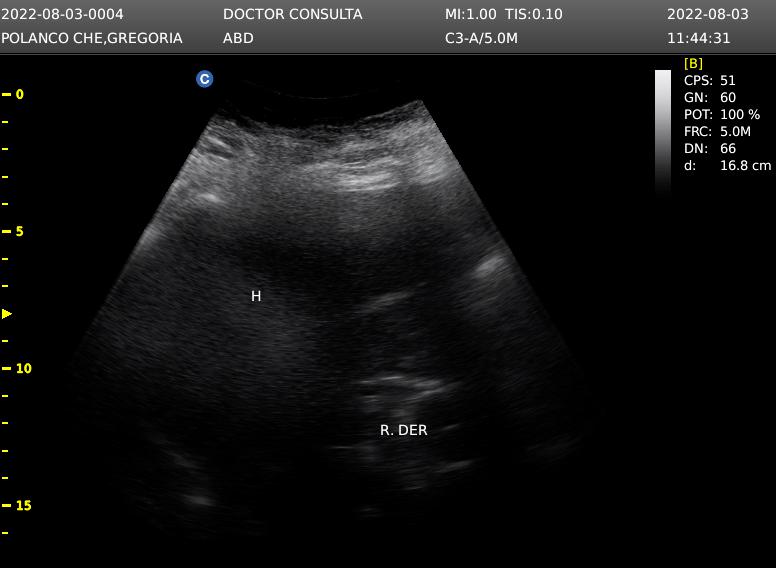 2022-08-03-0004 DOCTOR CONSULTA MI:1.00 TIS:0.10 2022-08-03
POLANCO CHE,GREGORIA ABD C3-A/5.0M 11:44:31
C
[B]
CPS: 51
GN: 60
POT: 100 %
FRC: 5.0M
DN: 66
d: 16.8 cm
0
5
H
10
R. DER
15